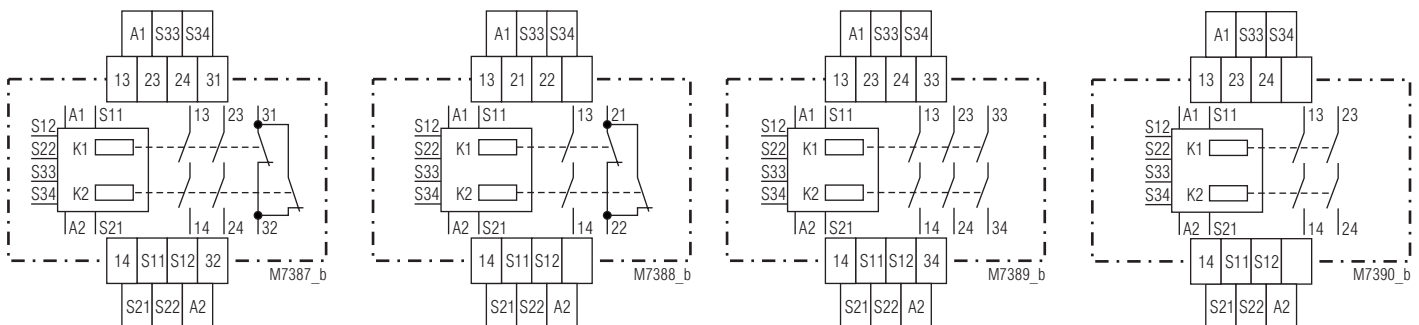 A1 S33 S34
13 23 24 31
A1 S11 13 23 31
S12
K1
S22
S33
K2
S34
A2 S21 14 24 32
14 S11 S12 32
M7387_b
S21 S22 A2
A1 S33 S34
13 21 22
A1 S11 13 21
S12
K1
S22
S33
K2
S34
A2 S21 14 22
14 S11 S12
M7388_b
S21 S22 A2
A1 S33 S34
13 23 24 33
A1 S11 13 23 33
S12
K1
S22
S33
K2
S34
A2 S21 14 24 34
14 S11 S12 34
M7389_b
S21 S22 A2
A1 S33 S34
13 23 24
A1 S11 13 23
S12
K1
S22
S33
K2
S34
A2 S21 14 24
14 S11 S12
M7390_b
S21 S22 A2